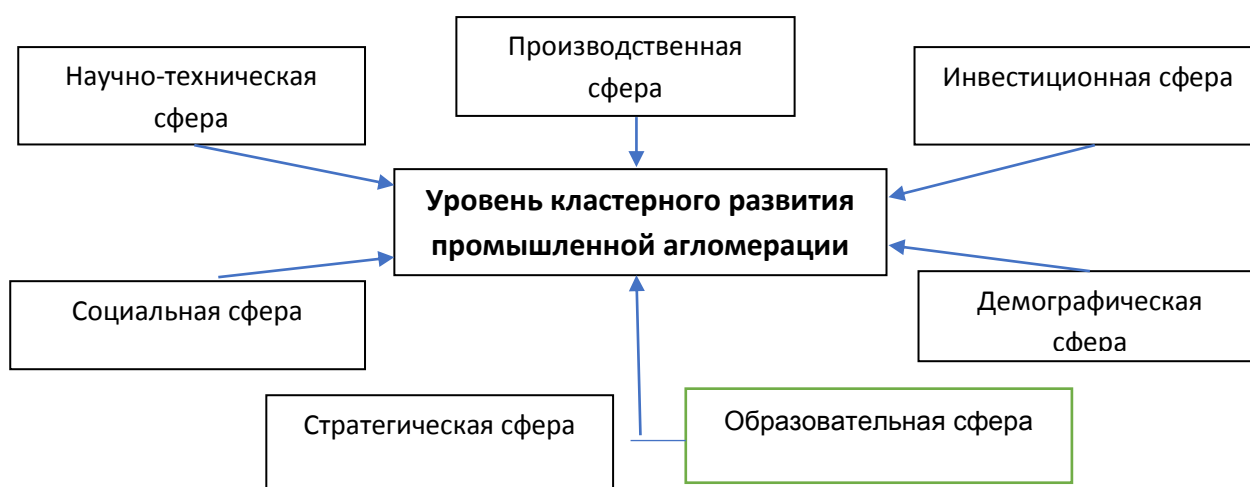 Производственная
сфера
Научно-техническая
сфера
Инвестиционная сфера
Уровень кластерного развития
промышленной агломерации
Социальная сфера
Демографическая
сфера
Стратегическая сфера
Образовательная сфера